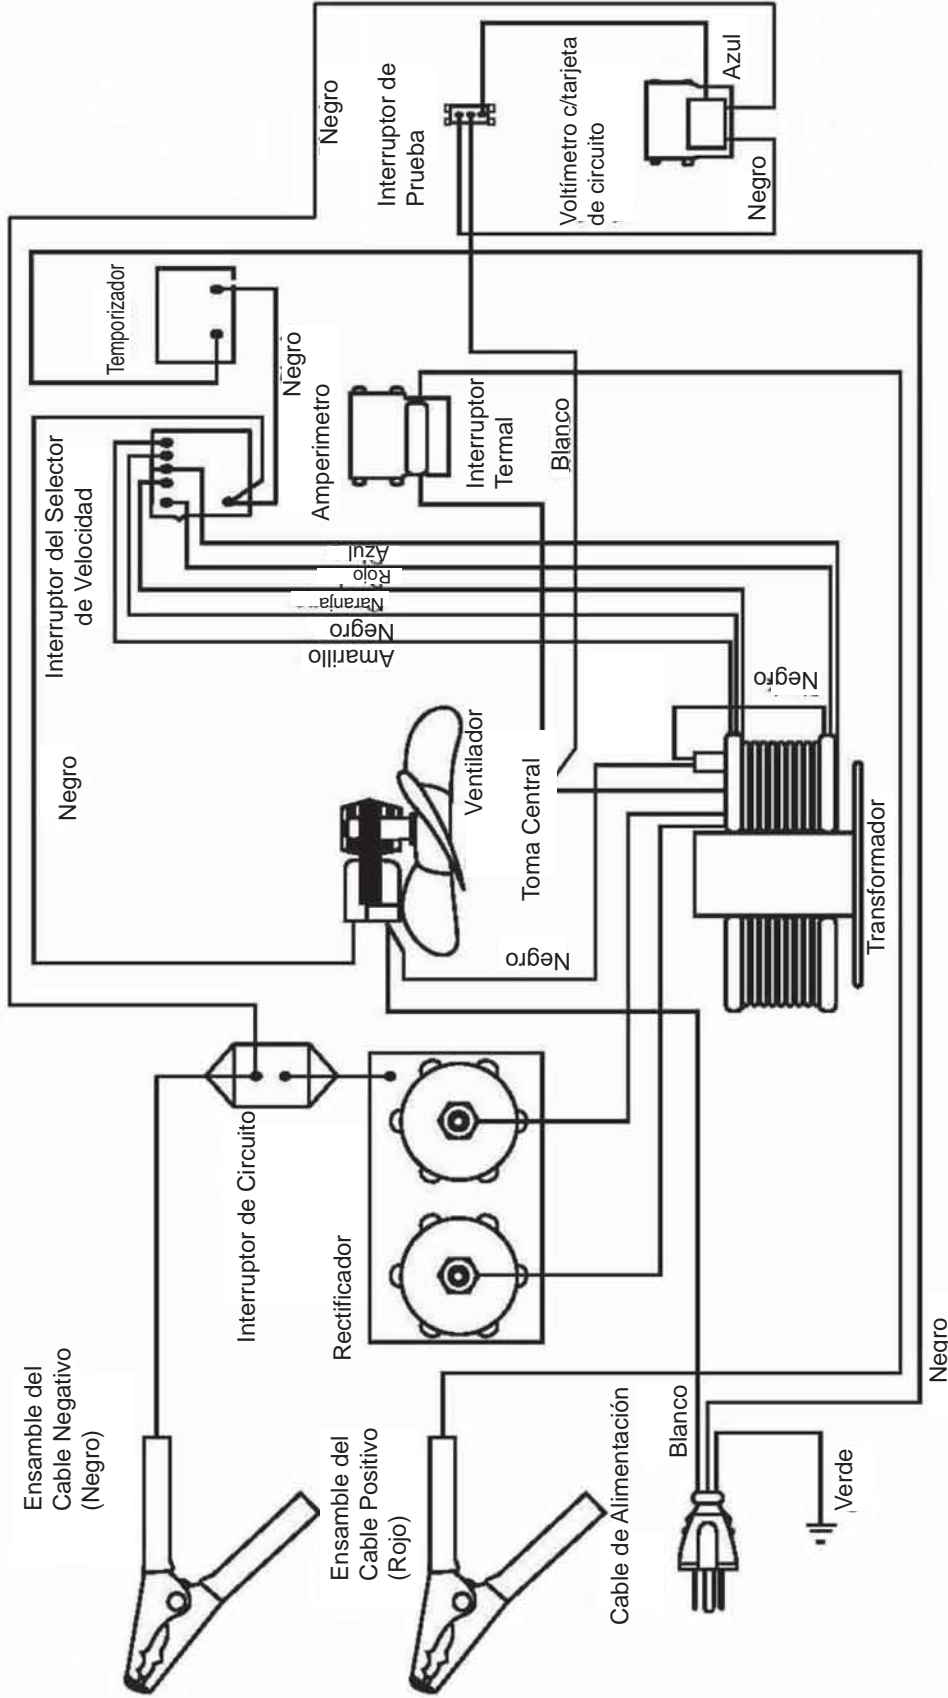 Ensamble del
Cable Negativo
(Negro)
Interruptor de Circuito
Negro
Interruptor del Selector
de Velocidad
Temporizador
Negro
Negro
Amperimetro
Interruptor de
Prueba
Azul
Rojo
Naranja
Negro
Amarillo
Ensamble del
Cable Positivo
(Rojo)
Rectificador
Ventilador
Interruptor
Termal
Toma Central
Negro
Blanco
Voltímetro c/tarjeta
de circuito
Azul
Negro
Cable de Alimentación
Blanco
Verde
Negro
Transformador
Negro